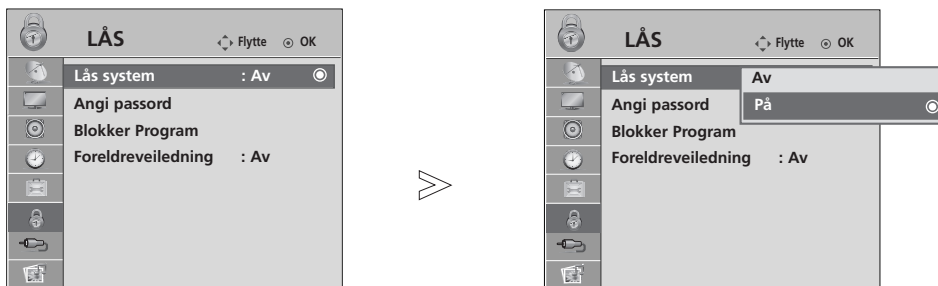 LÅS
Flytte OK
Lås system : Av
Angi passord
Blokker Program
Foreldreveiledning : Av
LÅS
Flytte OK
Lås system
Av
Angi passord
På
Blokker Program
Foreldreveiledning : Av